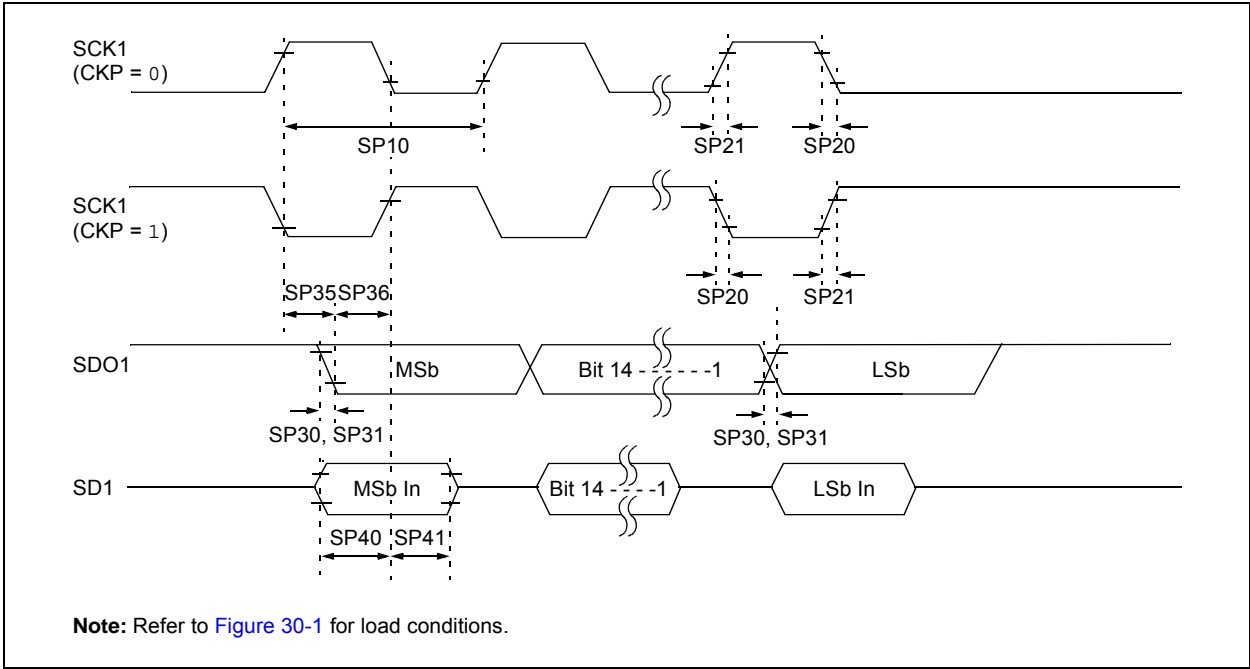 SCK1
(CKP = 0)
SP10
SP21
SP20
SCK1
(CKP = 1)
SP35 SP36
SP20
SP21
SDO1
MSb
Bit 14 - - - - - - -1
LSb
SP30, SP31
SP30, SP31
SD1
MSb In
Bit 14 - - - - -1
LSb In
SP40 SP41
Note: Refer to Figure 30-1 for load conditions.